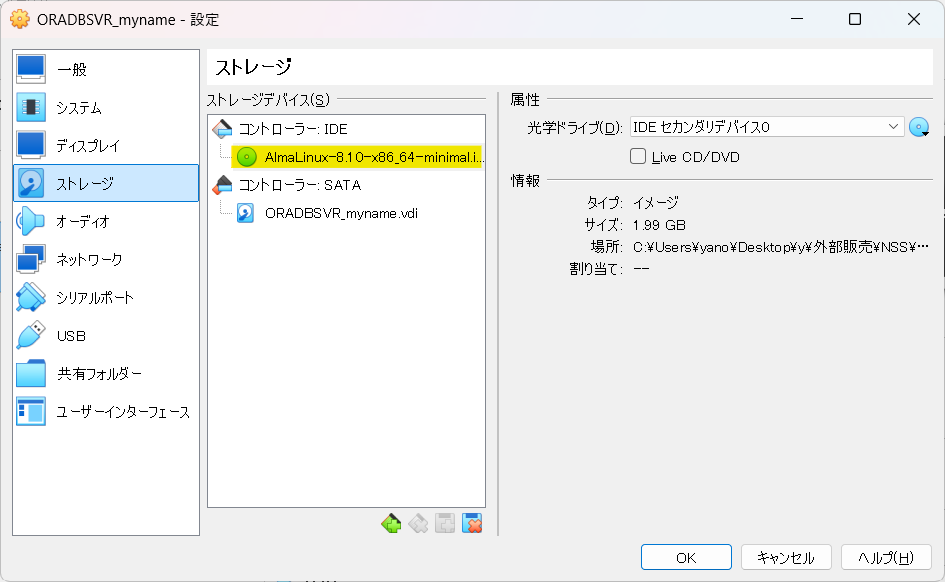 ORADBSVR_myname - 設定
一般
システム
ディスプレイ
ストレージ
オーディオ
ネットワーク
シリアルポート
USB
共有フォルダー
ユーザーインターフェース
ストレージ
ストレージデバイス(S)
コントローラー: IDE
AlmaLinux-8.10-x86_64-minimal.i...
コントローラー: SATA
ORADBSVR_myname.vdi
属性
光学ドライブ(D): IDE セカンダリデバイス0
Live CD/DVD
情報
タイプ: イメージ
サイズ: 1.99 GB
場所: C:¥Users¥yano¥Desktop¥y¥外部販売¥NSS¥…
割り当て: --
OK キャンセル ヘルプ(H)